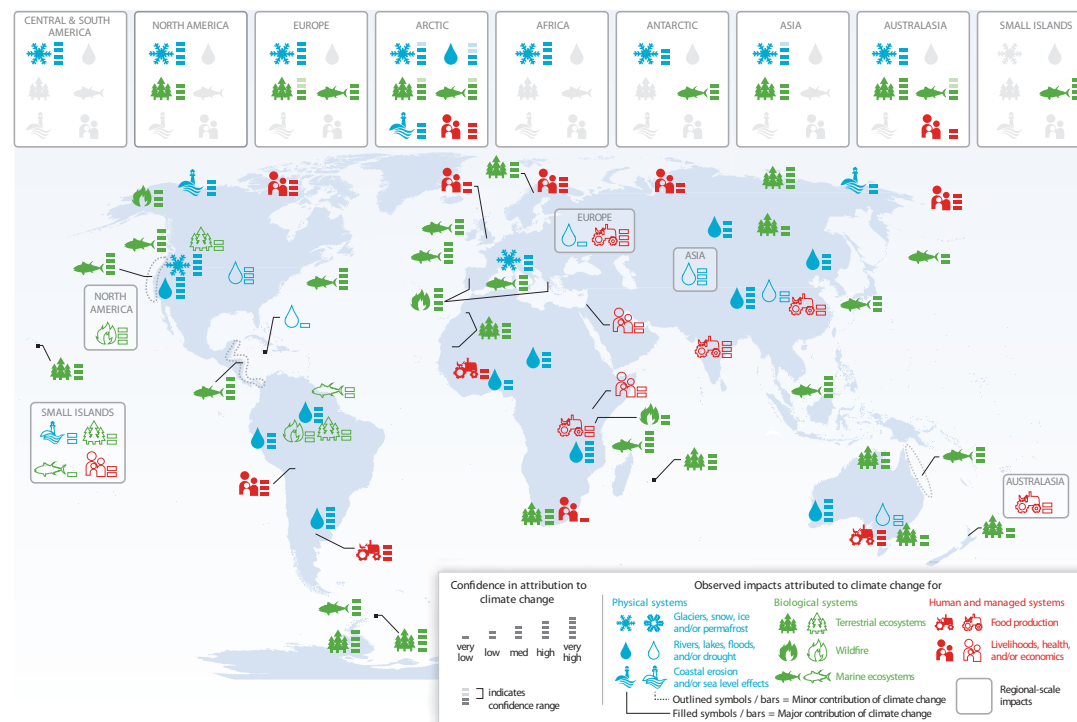 CENTRAL & SOUTH
AMERICA
NORTH AMERICA
EUROPE
ARCTIC
AFRICA
ANTARCTIC
ASIA
AUSTRALASIA
SMALL ISLANDS
EUROPE
ASIA
NORTH
AMERICA
SMALL ISLANDS
AUSTRALASIA
Confidence in attribution to
climate change
very
low
low
med
high
very
high
indicates
confidence range
Observed impacts attributed to climate change for
Physical systems
Glaciers, snow, ice
and/or permafrost
Rivers, lakes, floods,
and/or drought
Coastal erosion
and/or sea level effects
Biological systems
Terrestrial ecosystems
Wildfire
Marine ecosystems
Human and managed systems
Food production
Livelihoods, health,
and/or economics
Outlined symbols / bars = Minor contribution of climate change
Filled symbols / bars = Major contribution of climate change
Regional-scale
impacts